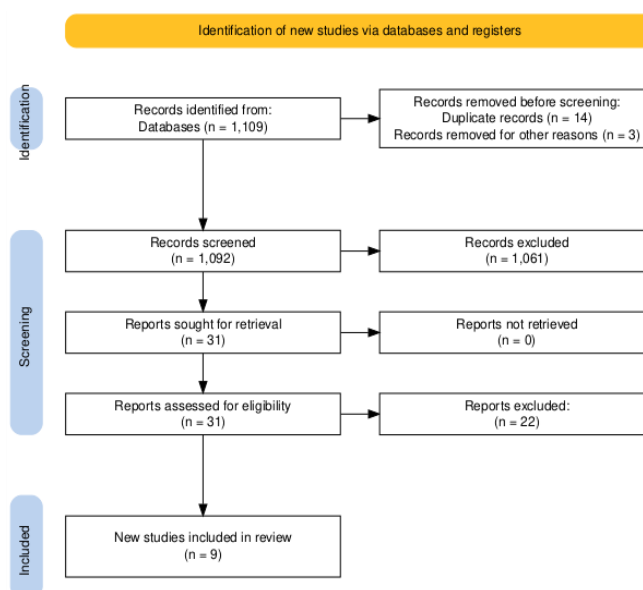 Identification of new studies via databases and registers
Identification
Records identified from:
Databases (n = 1,109)
Records removed before screening:
Duplicate records (n = 14)
Records removed for other reasons (n = 3)
Screening
Records screened
(n = 1,092)
Records excluded
(n = 1,061)
Reports sought for retrieval
(n = 31)
Reports not retrieved
(n = 0)
Reports assessed for eligibility
(n = 31)
Reports excluded:
(n = 22)
Included
New studies included in review
(n = 9)